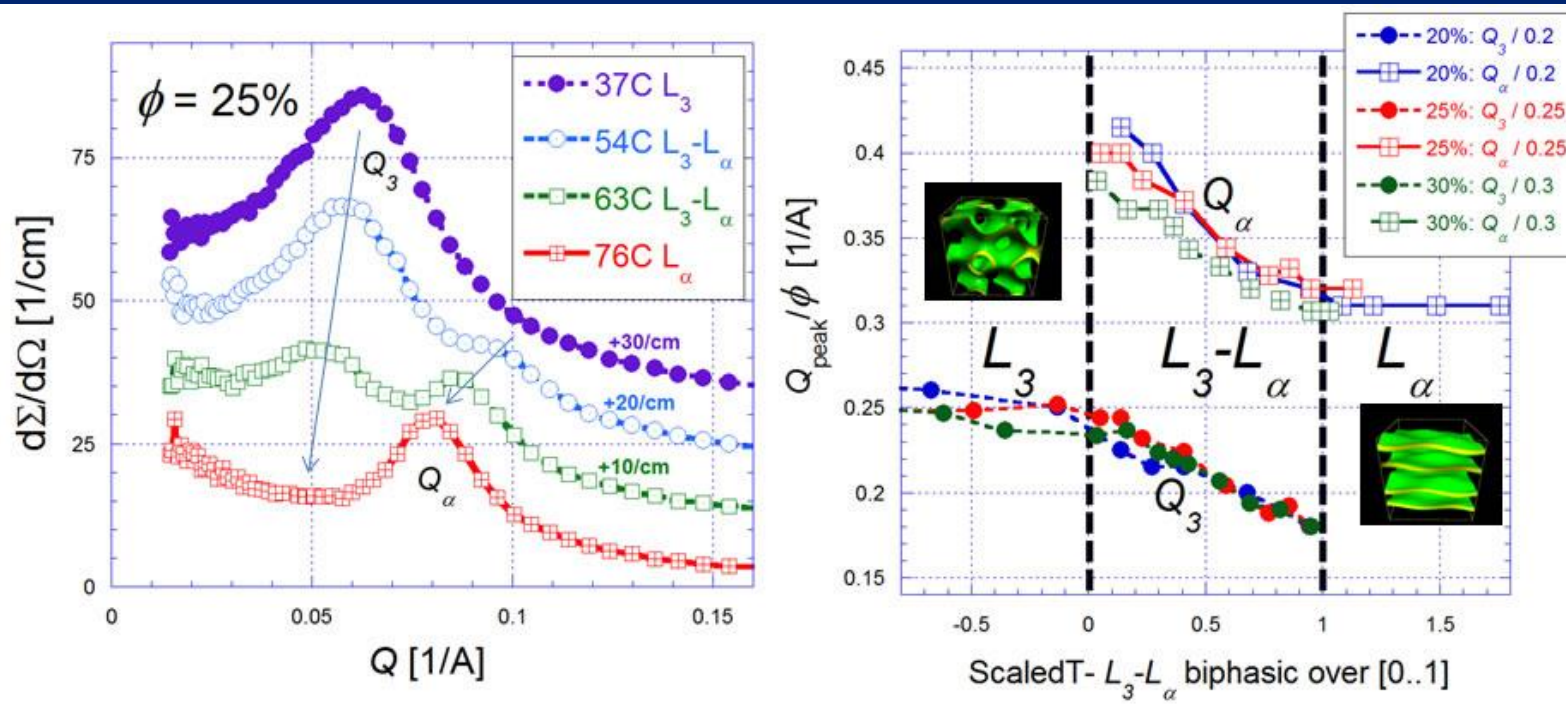 ϕ = 25%
37C L3
54C L3-Lα
63C L3-Lα
76C Lα
Q3
Qα
+30/cm
+20/cm
+10/cm
75
50
25
0
0
0.05
0.1
0.15
dΣ/dΩ [1/cm]
Q [1/A]
20%: Q3 / 0.2
20%: Qα / 0.2
25%: Q3 / 0.25
25%: Qα / 0.25
30%: Q3 / 0.3
30%: Qα / 0.3
0.45
0.4
0.35
0.3
0.25
0.2
0.15
Qpeak/ϕ [1/A]
Qα
L3
L3-Lα
Lα
Q3
-0.5
0
0.5
1
1.5
ScaledT- L3-Lα biphasic over [0..1]